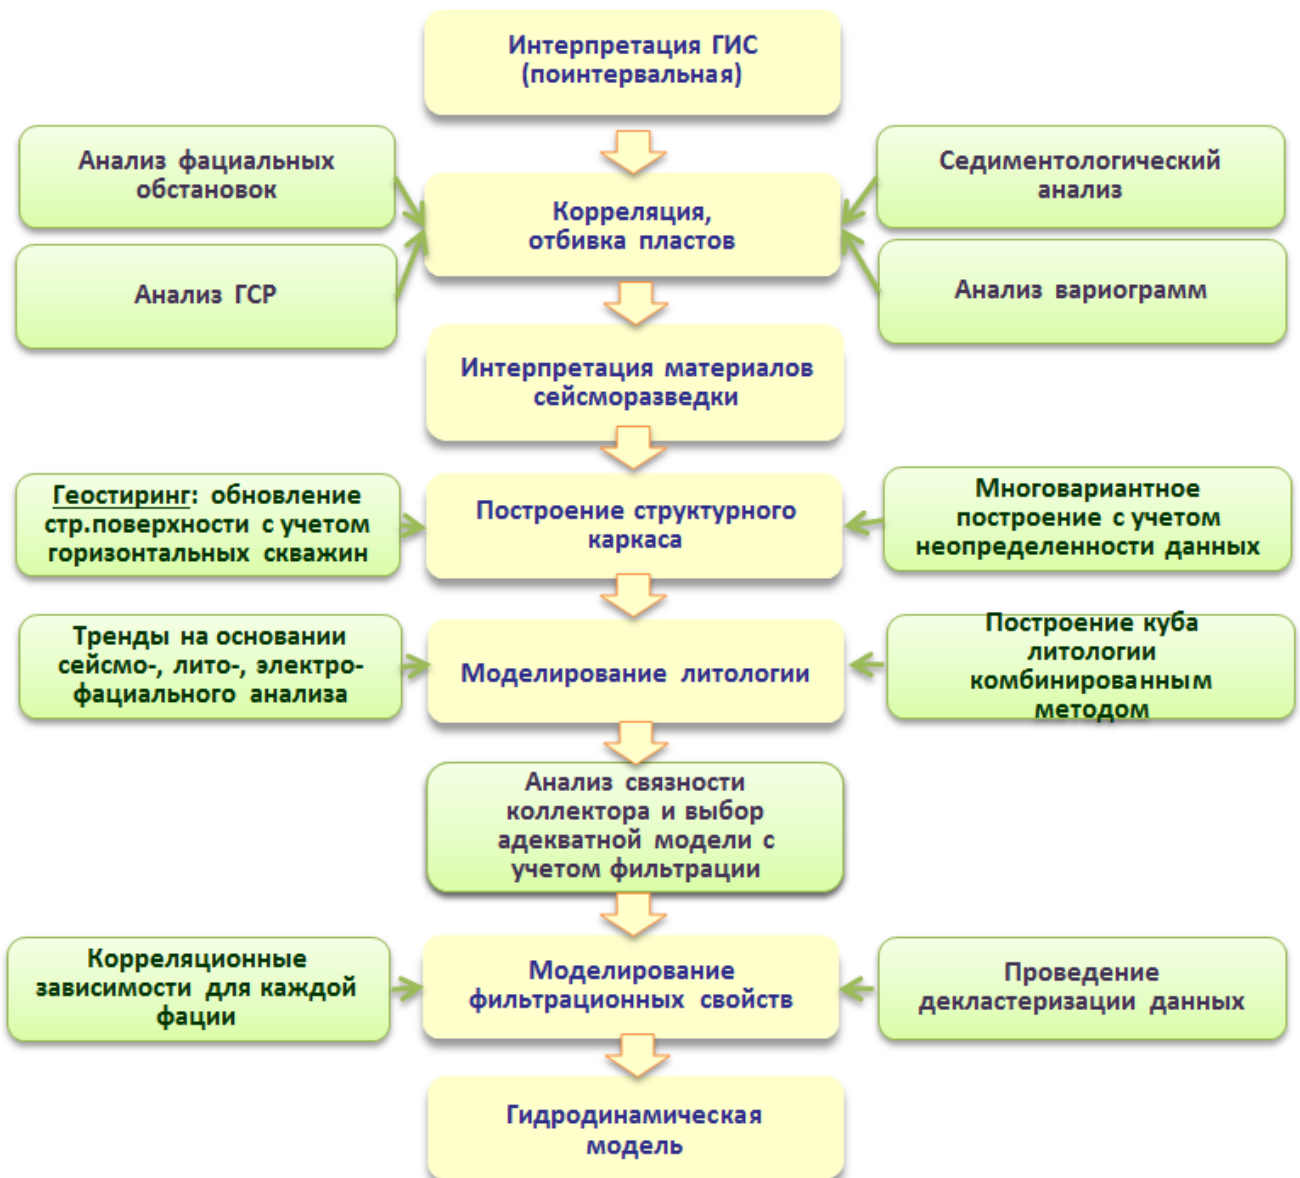 Интерпретация ГИС
(поинтервальная)
Анализ фациальных
обстановок
Седиментологический
анализ
Корреляция,
отбивка пластов
Анализ ГСР
Анализ вариограмм
Интерпретация материалов
сейсморазведки
Геостиринг: обновление
стр.поверхности с учетом
горизонтальных скважин
Построение структурного
каркаса
Многовариантное
построение с учетом
неопределенности данных
Тренды на основании
сейсмо-, лито-, электро-
фациального анализа
Моделирование литологии
Построение куба
литологии
комбинированным
методом
Анализ связности
коллектора и выбор
адекватной модели с
учетом фильтрации
Корреляционные
зависимости для каждой
фации
Моделирование
фильтрационных свойств
Проведение
декластеризации данных
Гидродинамическая
модель